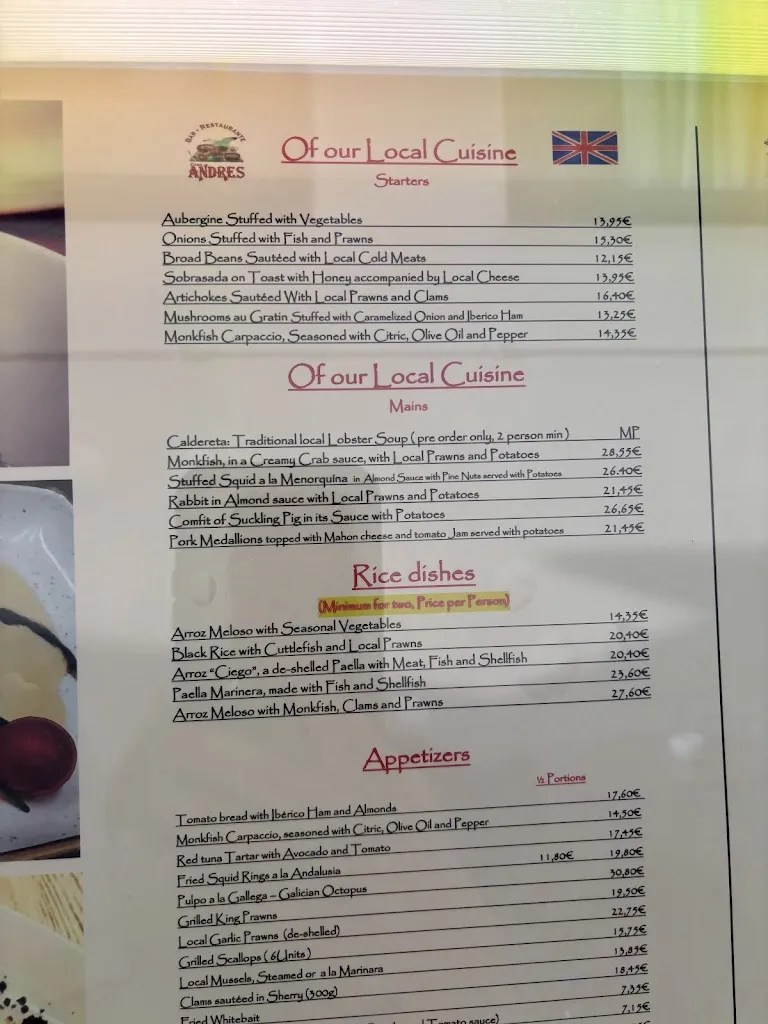 BAR - RESTAURANTE
ANDRES
Of our Local Cuisine
Starters
Aubergine Stuffed with Vegetables 13,95€
Onions Stuffed with Fish and Prawns 15,30€
Broad Beans Sautéed with Local Cold Meats 12,15€
Sobrasada on Toast with Honey accompanied by Local Cheese 13,95€
Artichokes Sautéed With Local Prawns and Clams 16,40€
Mushrooms au Gratin Stuffed with Caramelized Onion and Iberico Ham 13,25€
Monkfish Carpaccio, Seasoned with Citric, Olive Oil and Pepper 14,35€
Of our Local Cuisine
Mains
Caldereta: Traditional local Lobster Soup ( pre order only, 2 person min ) MP
Monkfish, in a Creamy Crab sauce, with Local Prawns and Potatoes 28,55€
Stuffed Squid a la Menorquína in Almond Sauce with Pine Nuts served with Potatoes 26.40€
Rabbit in Almond sauce with Local Prawns and Potatoes 21,45€
Comfit of Suckling Pig in its Sauce with Potatoes 26,65€
Pork Medallions topped with Mahon cheese and tomato Jam served with potatoes 21,45€
Rice dishes
(Minimum for two, Price per Person)
Arroz Meloso with Seasonal Vegetables 14,35€
Black Rice with Cuttlefish and Local Prawns 20,40€
Arroz "Ciego", a de-shelled Paella with Meat, Fish and Shellfish 20,40€
Paella Marinera, made with Fish and Shellfish 23,60€
Arroz Meloso with Monkfish, Clams and Prawns 27,60€
Appetizers
½ Portions
Tomato bread with Ibérico Ham and Almonds 17,60€
Monkfish Carpaccio, seasoned with Citric, Olive Oil and Pepper 14,50€
Red tuna Tartar with Avocado and Tomato 17,45€
Fried Squid Rings a la Andalusia 11,80€ 19,80€
Pulpo a la Gallega – Galician Octopus 30,80€
Grilled King Prawns 19,50€
Local Garlic Prawns (de-shelled) 22,75€
Grilled Scallops ( 6Units ) 15,75€
Local Mussels, Steamed or a la Marinara 13,85€
Clams sautéed in Sherry (300g) 18,45€
Fried Whitebait 7,35€
Tomato sauce) 7,15€